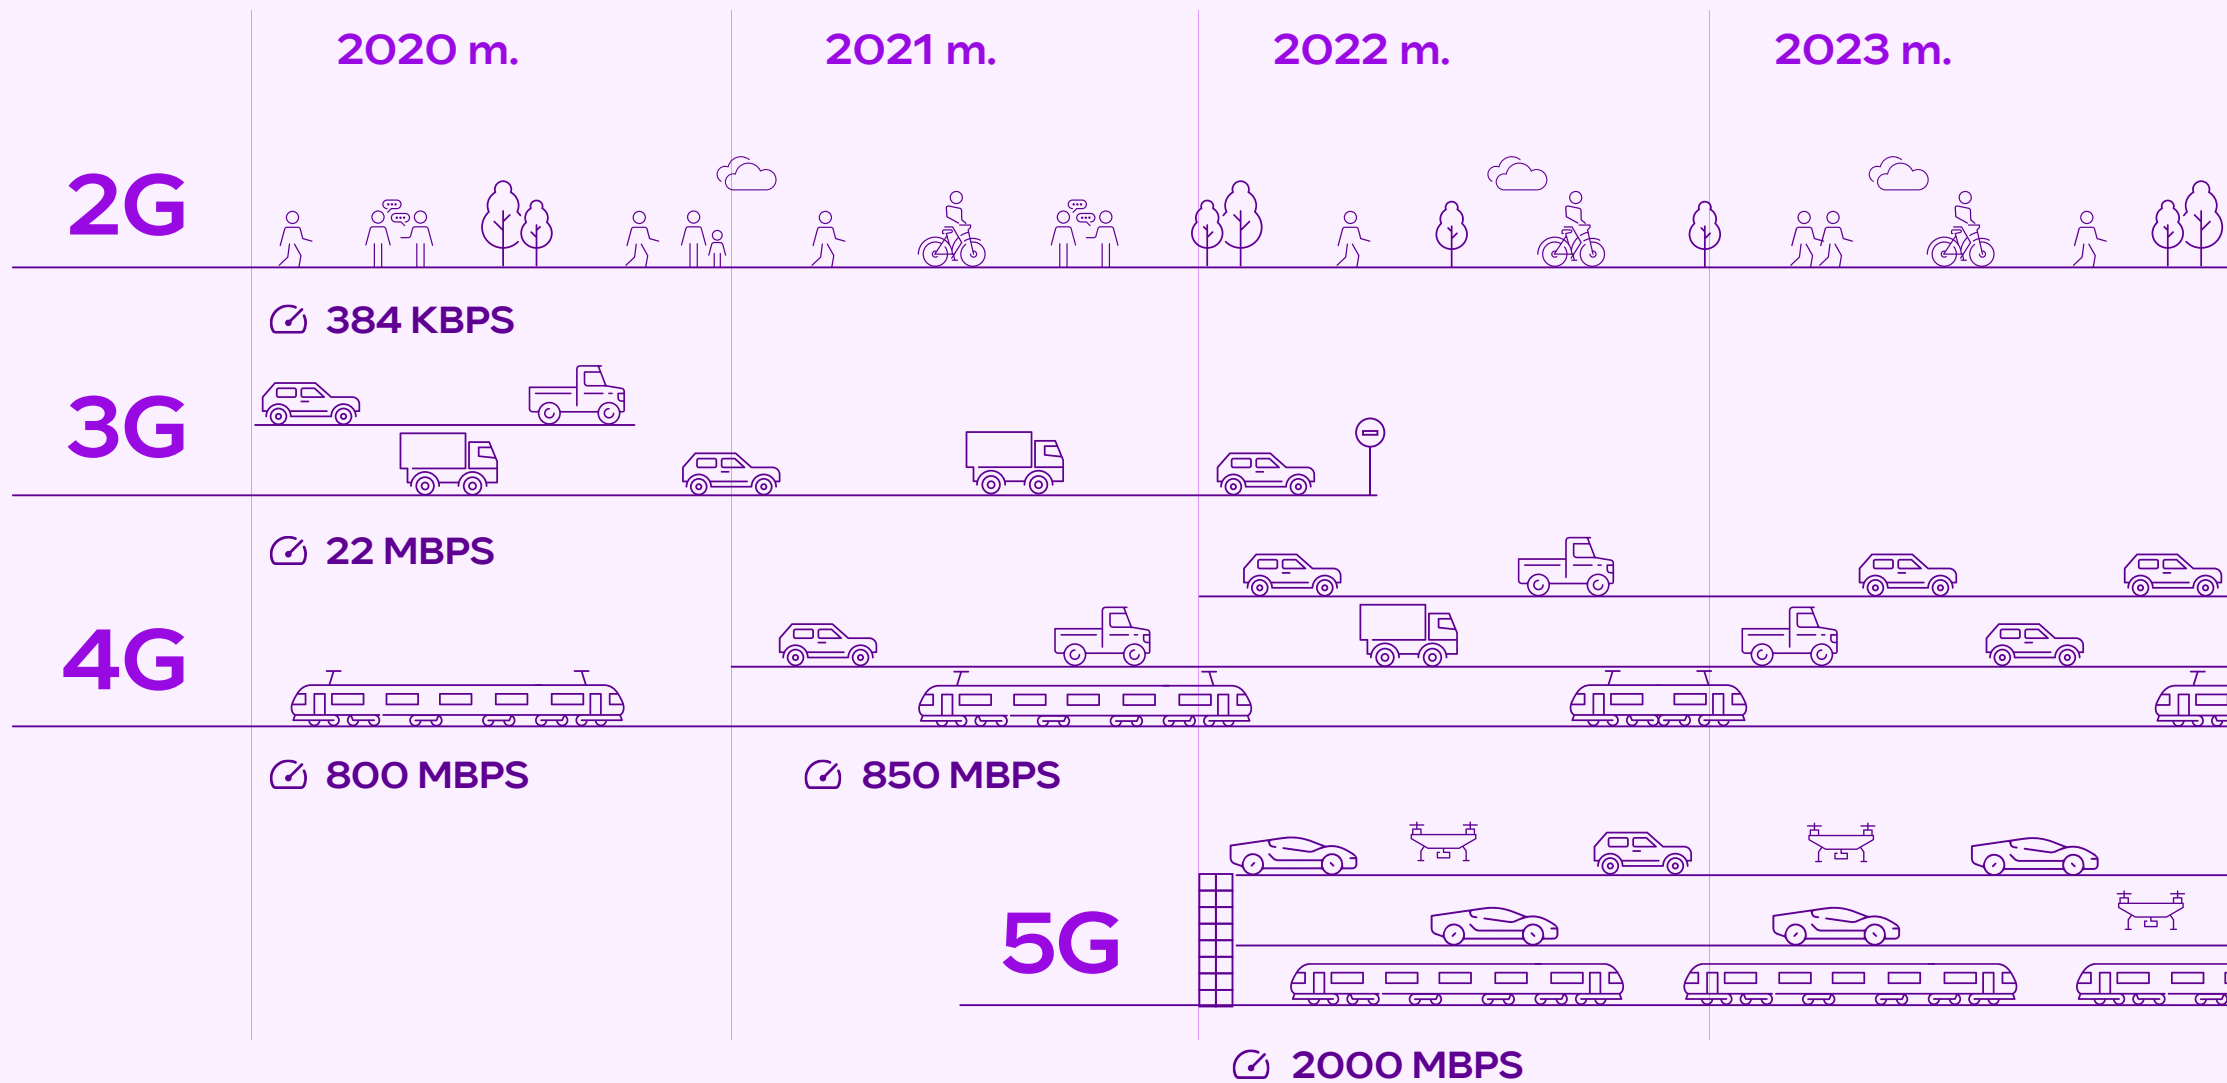 2020 m.
2021 m.
2022 m.
2023 m.
2G
384 KBPS
3G
22 MBPS
4G
800 MBPS
850 MBPS
5G
2000 MBPS